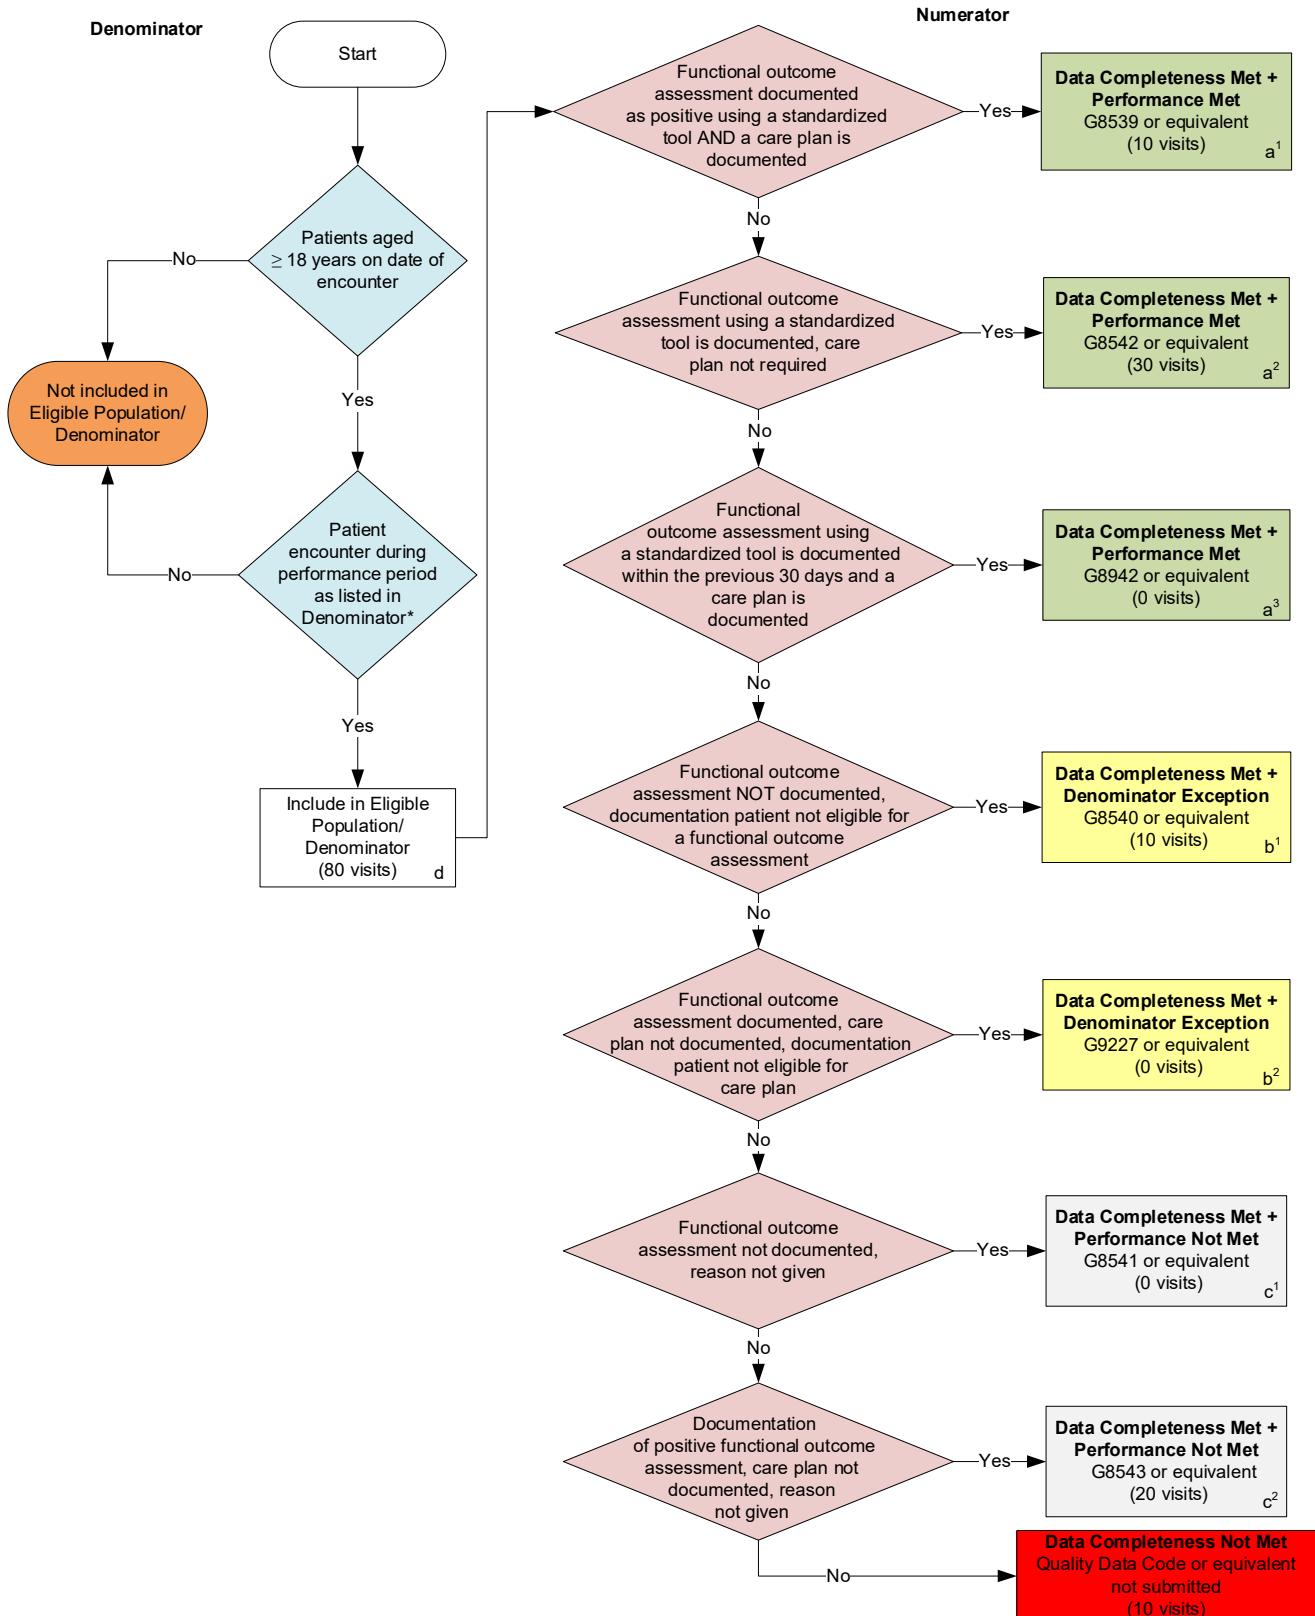 Denominator
Start
Patients aged
≥ 18 years on date of
encounter
No
Yes
Not included in
Eligible Population/
Denominator
Patient
encounter during
performance period
as listed in
Denominator*
No
Yes
Include in Eligible
Population/
Denominator
(80 visits)
d
Numerator
Functional outcome
assessment documented
as positive using a standardized
tool AND a care plan is
documented
Yes
Data Completeness Met +
Performance Met
G8539 or equivalent
(10 visits)
a1
No
Functional outcome
assessment using a standardized
tool is documented, care
plan not required
Yes
Data Completeness Met +
Performance Met
G8542 or equivalent
(30 visits)
a2
No
Functional
outcome assessment using
a standardized tool is documented
within the previous 30 days and a
care plan is
documented
Yes
Data Completeness Met +
Performance Met
G8942 or equivalent
(0 visits)
a3
No
Functional outcome
assessment NOT documented,
documentation patient not eligible for
a functional outcome
assessment
Yes
Data Completeness Met +
Denominator Exception
G8540 or equivalent
(10 visits)
b1
No
Functional outcome
assessment documented, care
plan not documented, documentation
patient not eligible for
care plan
Yes
Data Completeness Met +
Denominator Exception
G9227 or equivalent
(0 visits)
b2
No
Functional outcome
assessment not documented,
reason not given
Yes
Data Completeness Met +
Performance Not Met
G8541 or equivalent
(0 visits)
c1
No
Documentation
of positive functional outcome
assessment, care plan not
documented, reason
not given
Yes
Data Completeness Met +
Performance Not Met
G8543 or equivalent
(20 visits)
c2
No
Data Completeness Not Met
Quality Data Code or equivalent
not submitted
(10 visits)